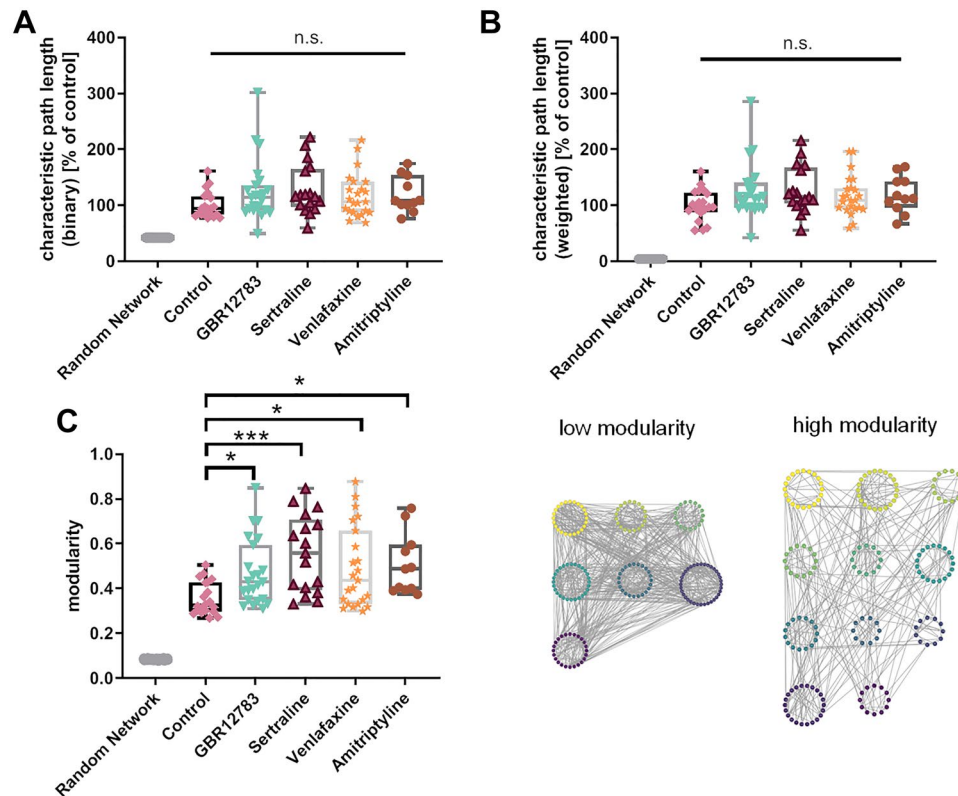 A
characteristic path length
(binary) [% of control]
400
300
200
100
0
n.s.
Random Network
Control
GBR12783
Sertraline
Venlafaxine
Amitriptyline
B
characteristic path length
(weighted) [% of control]
400
300
200
100
0
n.s.
Random Network
Control
GBR12783
Sertraline
Venlafaxine
Amitriptyline
C
modularity
1.0
0.8
0.6
0.4
0.2
0.0
*
*
***
*
Random Network
Control
GBR12783
Sertraline
Venlafaxine
Amitriptyline
low modularity
high modularity